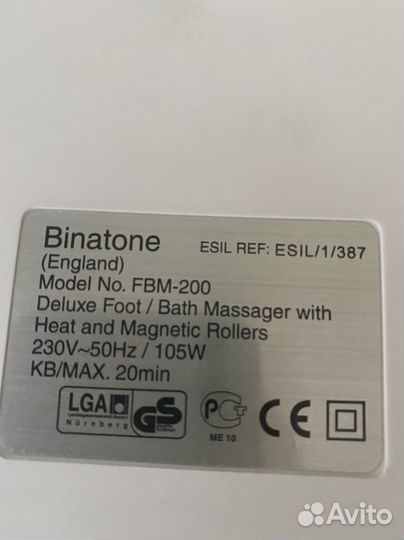 Binatone ESIL REF: ESIL/1/387
(England)
Model No. FBM-200
Deluxe Foot / Bath Massager with
Heat and Magnetic Rollers
230V~50Hz / 105W
KB/MAX. 20min
LGA GS PCT CE
Nürnberg ME 10
Avito